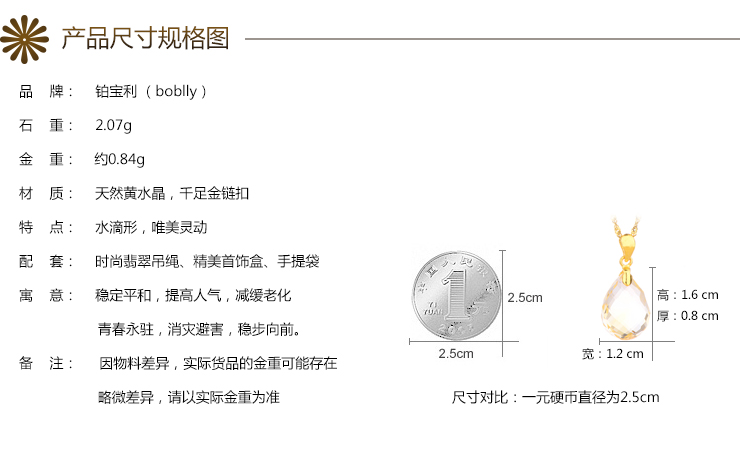 产品尺寸规格图
品 牌： 铂宝利（boblly）
石 重： 2.07g
金 重： 约0.84g
材 质： 天然黄水晶，千足金链扣
特 点： 水滴形，唯美灵动
配 套： 时尚翡翠吊绳、精美首饰盒、手提袋
寓 意： 稳定平和，提高人气，减缓老化
青春永驻，消灾避害，稳步向前。
备 注： 因物料差异，实际货品的金重可能存在
略微差异，请以实际金重为准
1
YI
YUAN
2.5cm
2.5cm
高：1.6 cm
厚：0.8 cm
宽：1.2 cm
尺寸对比：一元硬币直径为2.5cm